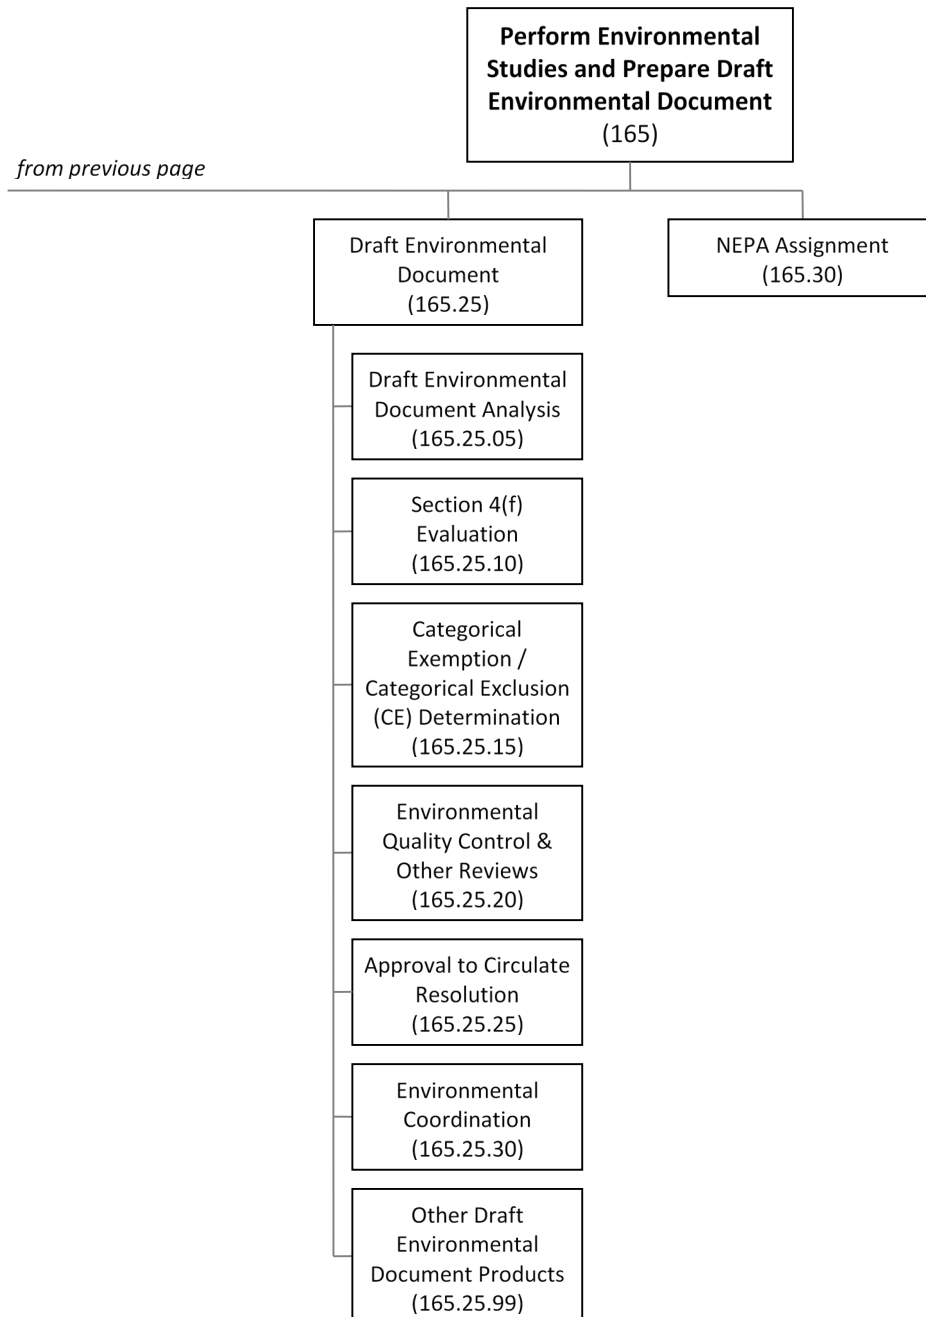 Perform Environmental
Studies and Prepare Draft
Environmental Document
(165)
from previous page
Draft Environmental
Document
(165.25)
NEPA Assignment
(165.30)
Draft Environmental
Document Analysis
(165.25.05)
Section 4(f)
Evaluation
(165.25.10)
Categorical
Exemption /
Categorical Exclusion
(CE) Determination
(165.25.15)
Environmental
Quality Control &
Other Reviews
(165.25.20)
Approval to Circulate
Resolution
(165.25.25)
Environmental
Coordination
(165.25.30)
Other Draft
Environmental
Document Products
(165.25.99)